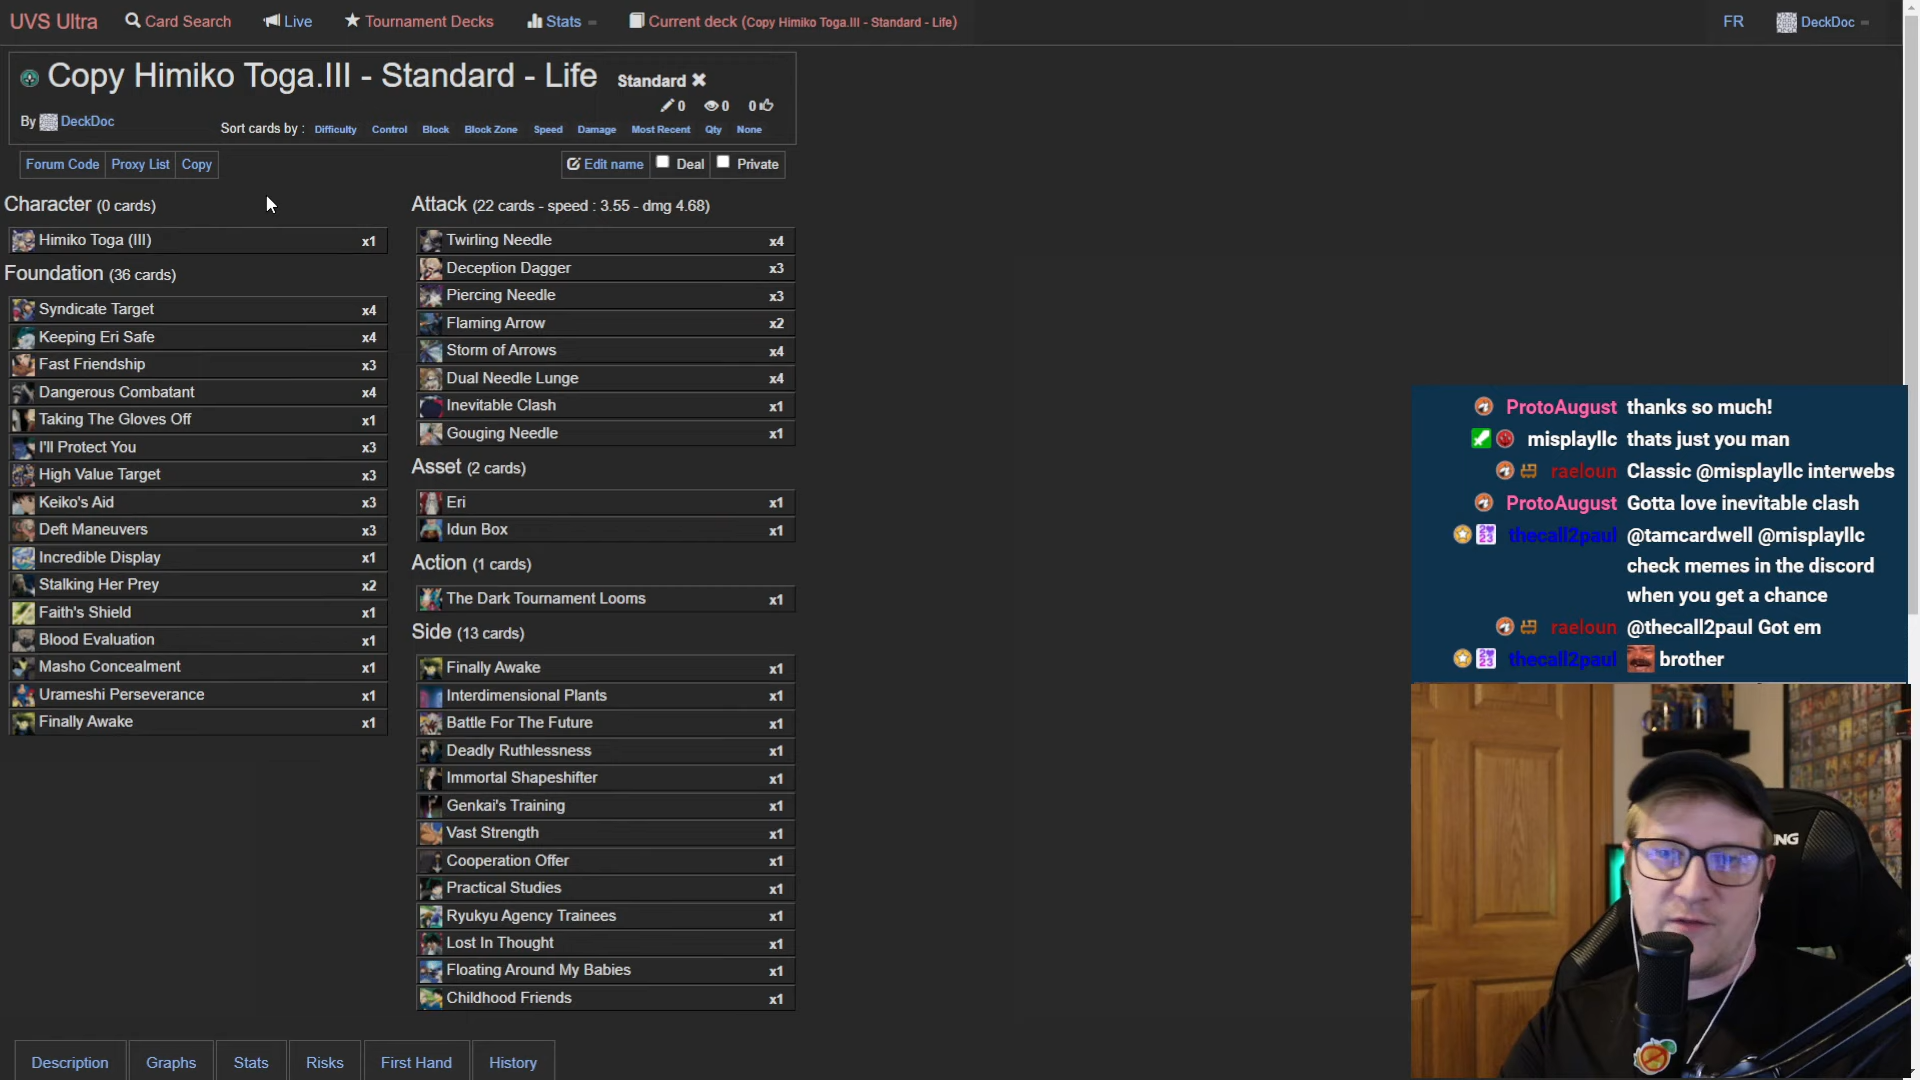 UVS Ultra
Card Search
Live
Tournament Decks
Stats
Current deck (Copy Himiko Toga.III - Standard - Life)
FR
DeckDoc
Copy Himiko Toga.III - Standard - Life
Standard
0
0
0
By DeckDoc
Sort cards by : Difficulty Control Block Block Zone Speed Damage Most Recent Qty None
Forum Code Proxy List Copy
Edit name Deal Private
Character (0 cards)
Himiko Toga (III) x1
Foundation (36 cards)
Syndicate Target x4
Keeping Eri Safe x4
Fast Friendship x3
Dangerous Combatant x4
Taking The Gloves Off x1
I'll Protect You x3
High Value Target x3
Keiko's Aid x3
Deft Maneuvers x3
Incredible Display x1
Stalking Her Prey x2
Faith's Shield x1
Blood Evaluation x1
Masho Concealment x1
Urameshi Perseverance x1
Finally Awake x1
Attack (22 cards - speed : 3.55 - dmg 4.68)
Twirling Needle x4
Deception Dagger x3
Piercing Needle x3
Flaming Arrow x2
Storm of Arrows x4
Dual Needle Lunge x4
Inevitable Clash x1
Gouging Needle x1
Asset (2 cards)
Eri x1
Idun Box x1
Action (1 cards)
The Dark Tournament Looms x1
Side (13 cards)
Finally Awake x1
Interdimensional Plants x1
Battle For The Future x1
Deadly Ruthlessness x1
Immortal Shapeshifter x1
Genkai's Training x1
Vast Strength x1
Cooperation Offer x1
Practical Studies x1
Ryukyu Agency Trainees x1
Lost In Thought x1
Floating Around My Babies x1
Childhood Friends x1
Description Graphs Stats Risks First Hand History
ProtoAugust thanks so much!
misplayllc thats just you man
raeloun Classic @misplayllc interwebs
ProtoAugust Gotta love inevitable clash
thecall2paul @tamcardwell @misplayllc
check memes in the discord
when you get a chance
raeloun @thecall2paul Got em
thecall2paul brother